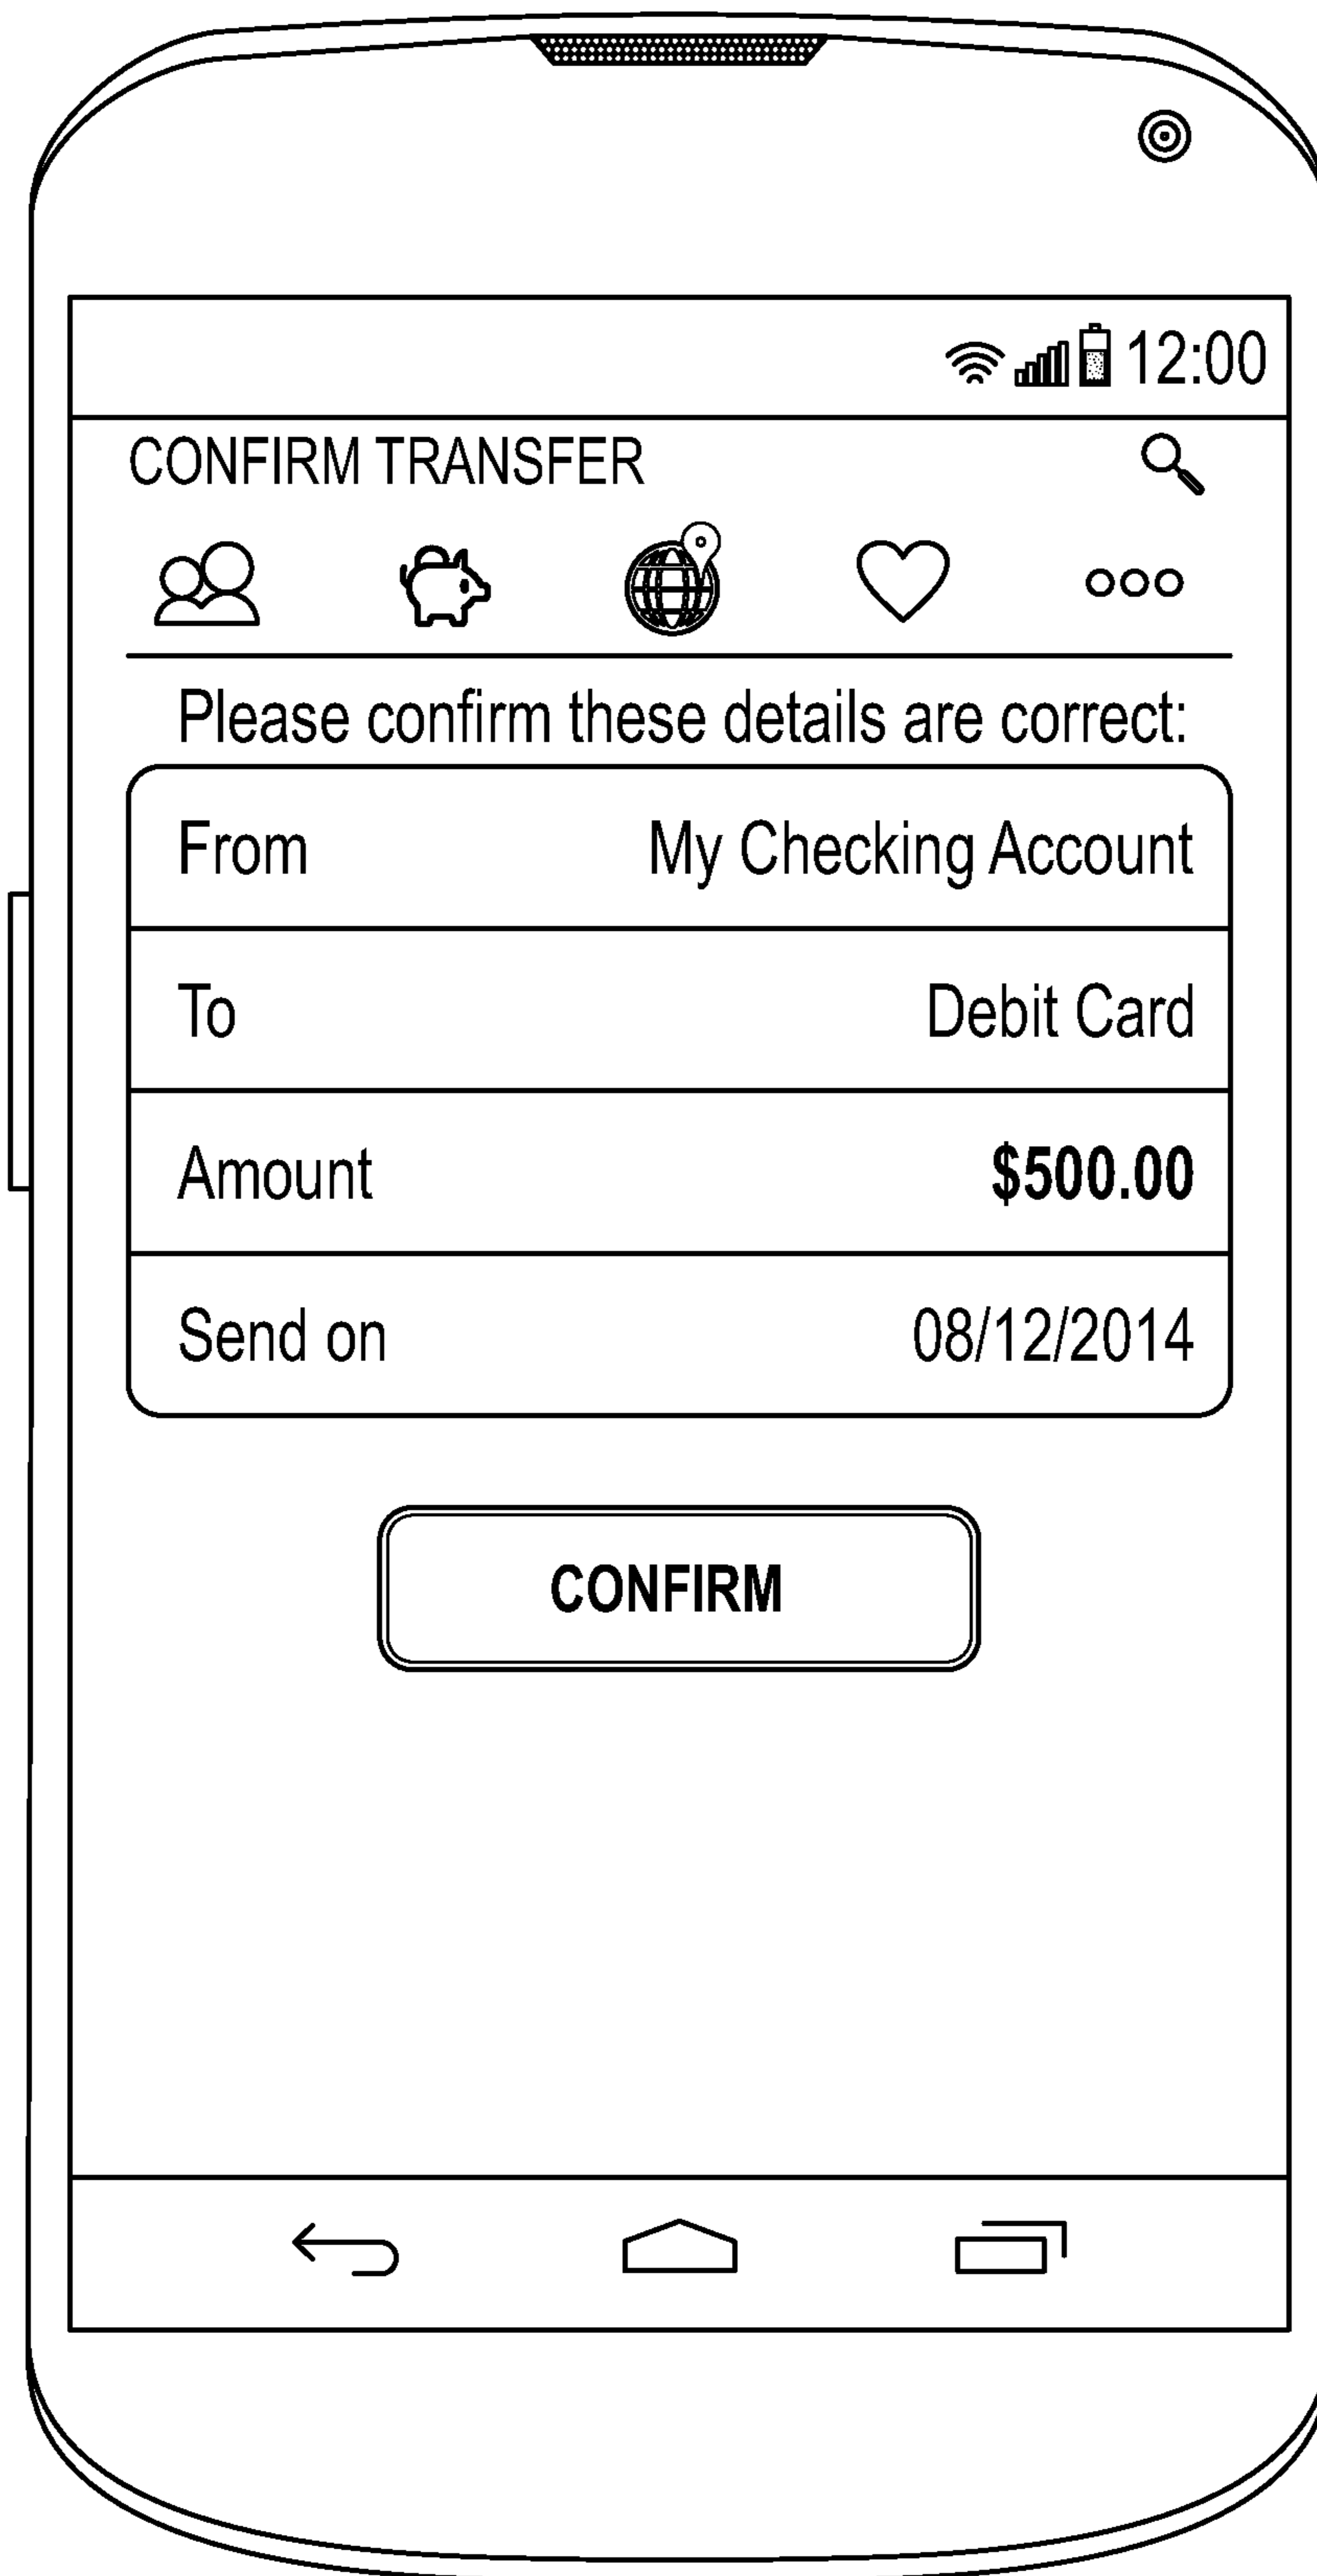 12:00
CONFIRM TRANSFER
Please confirm these details are correct:
From My Checking Account
To Debit Card
Amount $500.00
Send on 08/12/2014
CONFIRM